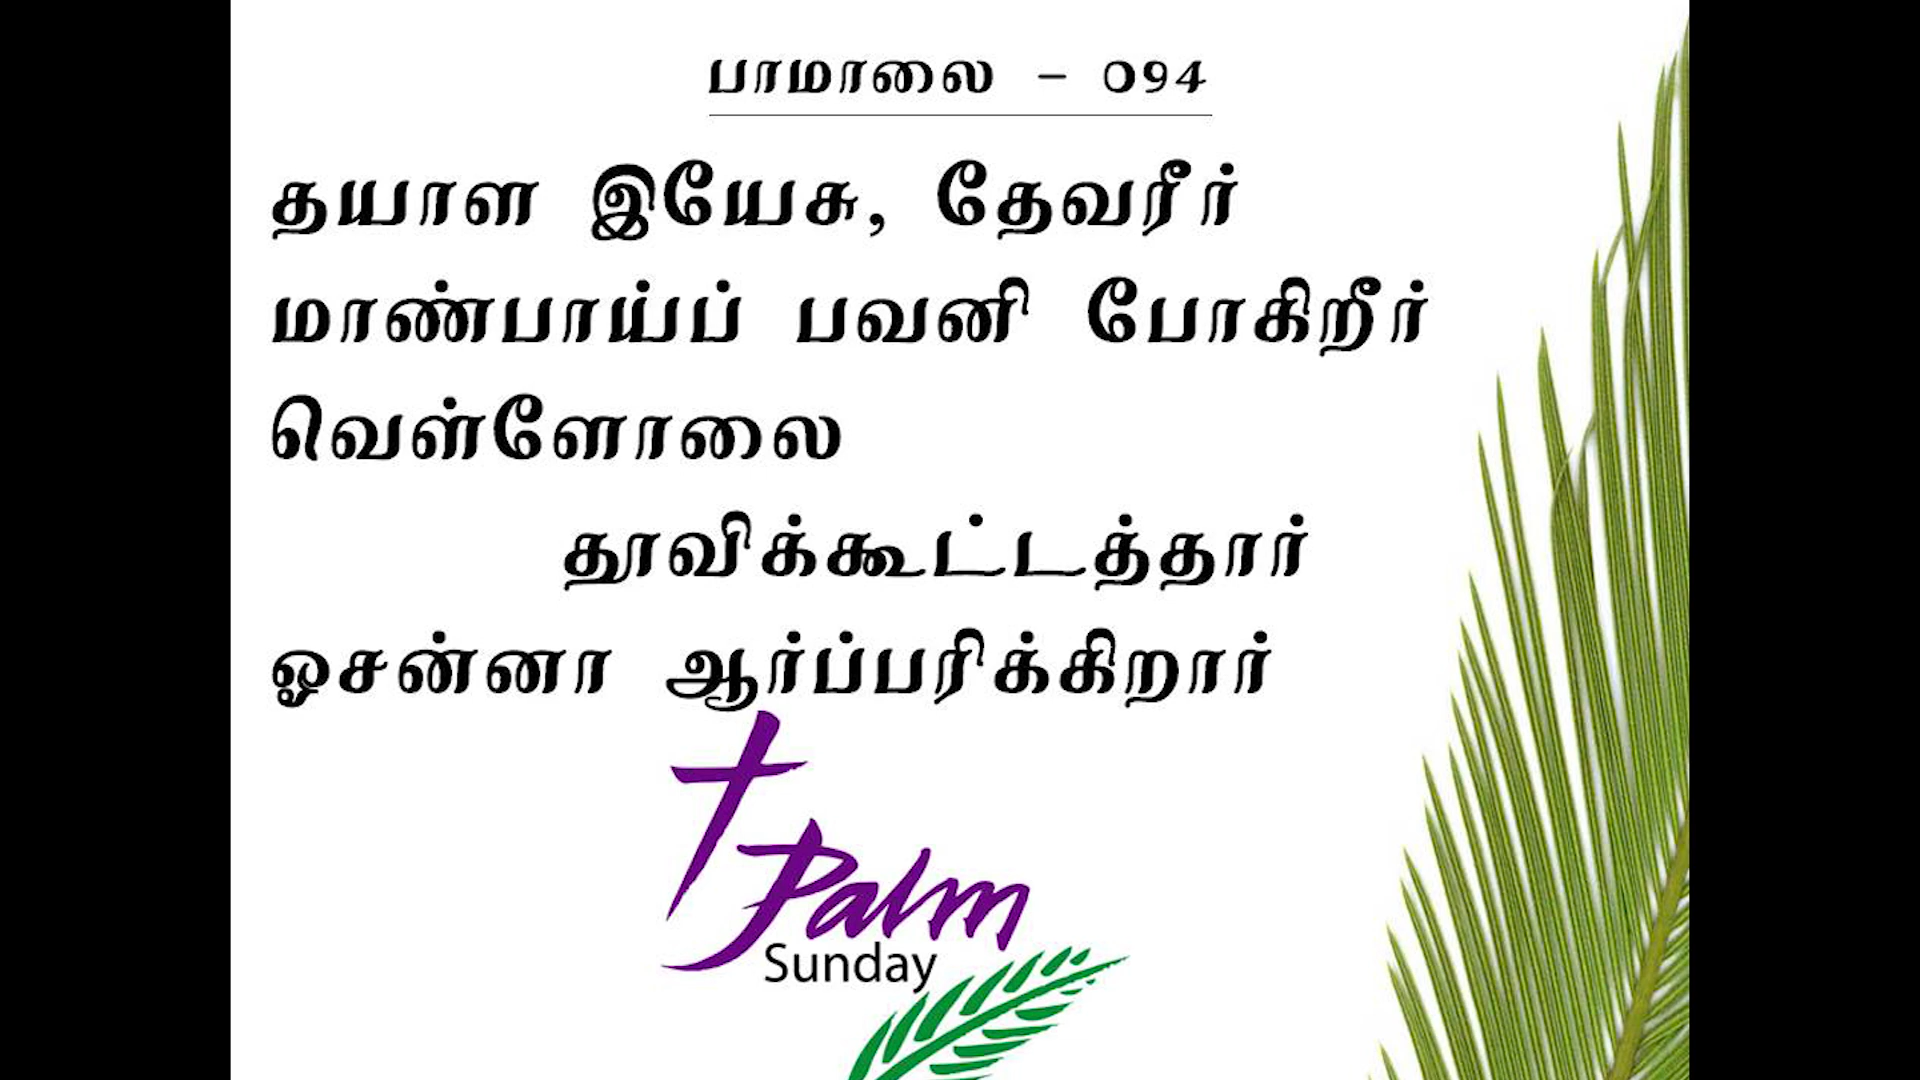 பாமாலை - 094
தயாள இயேசு, தேவரீர்
மாண்பாய்ப் பவனி போகிறீர்
வெள்ளோலை
தூவிக்கூட்டத்தார்
ஓசன்னா ஆர்ப்பரிக்கிறார்
Palm
Sunday